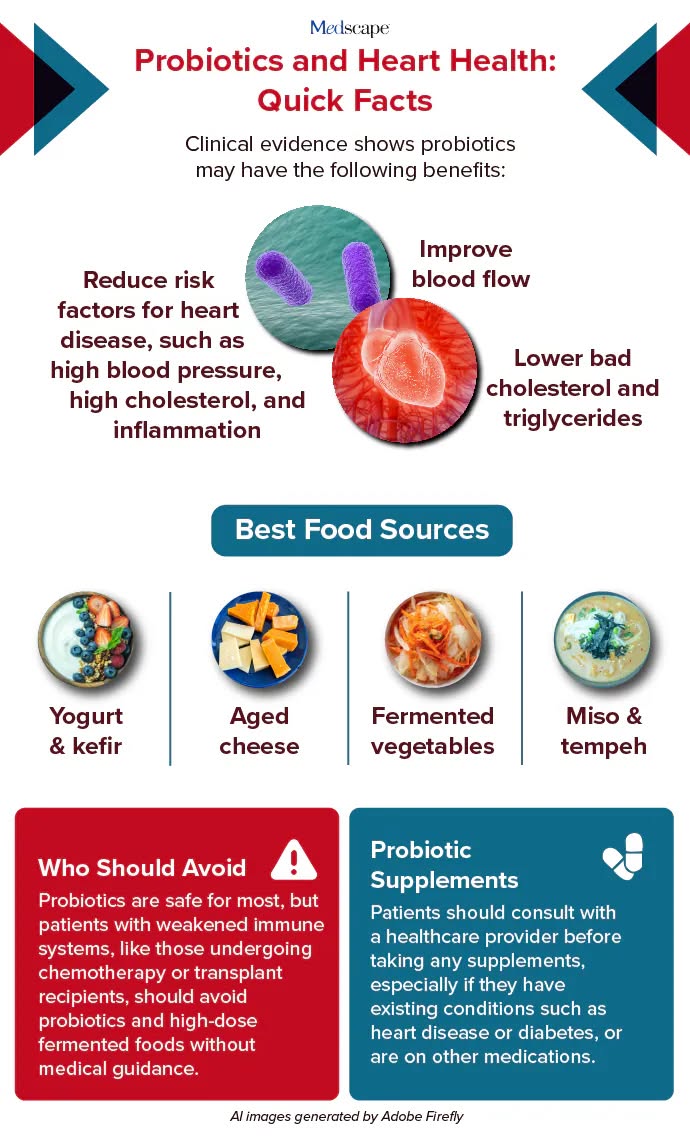 Medscape
Probiotics and Heart Health:
Quick Facts
Clinical evidence shows probiotics
may have the following benefits:
Reduce risk
factors for heart
disease, such as
high blood pressure,
high cholesterol, and
inflammation
Improve
blood flow
Lower bad
cholesterol and
triglycerides
Best Food Sources
Yogurt
& kefir
Aged
cheese
Fermented
vegetables
Miso &
tempeh
Who Should Avoid
Probiotics are safe for most, but
patients with weakened immune
systems, like those undergoing
chemotherapy or transplant
recipients, should avoid
probiotics and high-dose
fermented foods without
medical guidance.
Probiotic
Supplements
Patients should consult with
a healthcare provider before
taking any supplements,
especially if they have
existing conditions such as
heart disease or diabetes, or
are on other medications.
AI images generated by Adobe Firefly